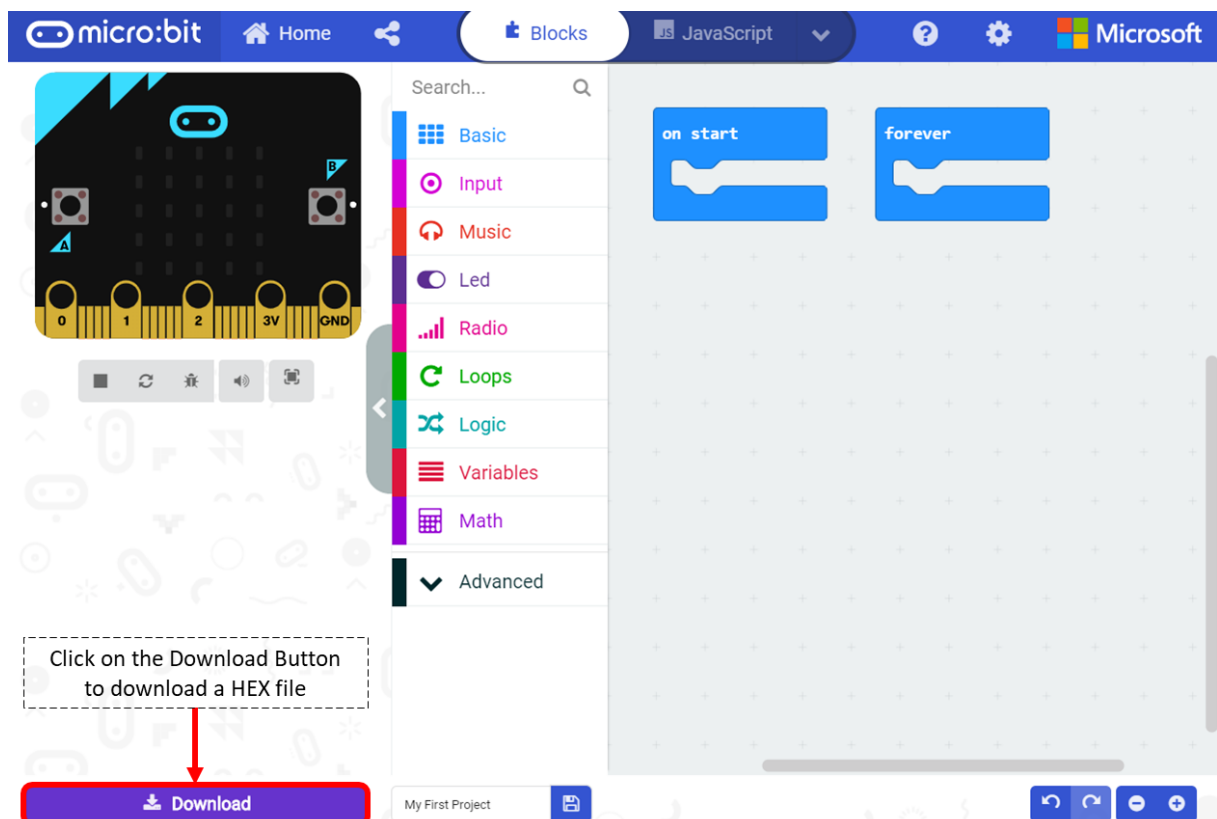 micro:bit Home Blocks JS JavaScript ? Microsoft
Search...
Basic
Input
Music
Led
Radio
Loops
Logic
Variables
Math
Advanced
on start
forever
B
A
0 1 2 3V GND
Click on the Download Button
to download a HEX file
Download
My First Project